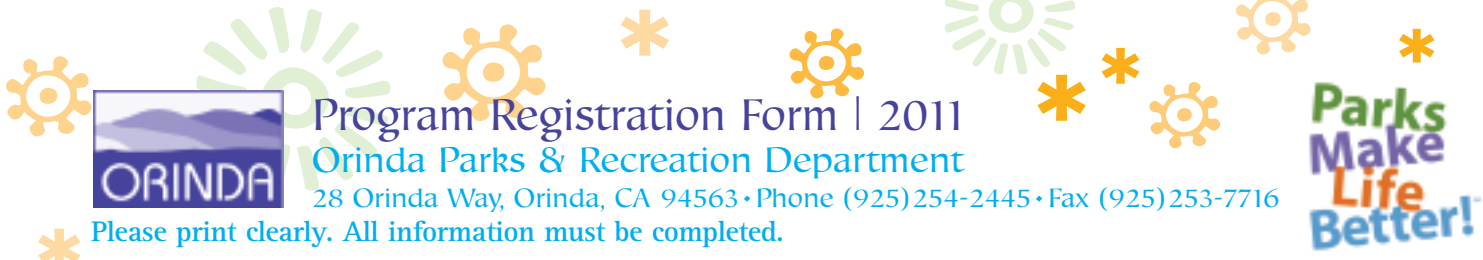 Program Registration Form | 2011
Orinda Parks & Recreation Department
28 Orinda Way, Orinda, CA 94563 • Phone (925) 254-2445 • Fax (925) 253-7716
Please print clearly. All information must be completed.
ORINDA
Parks
Make
Life
Better!